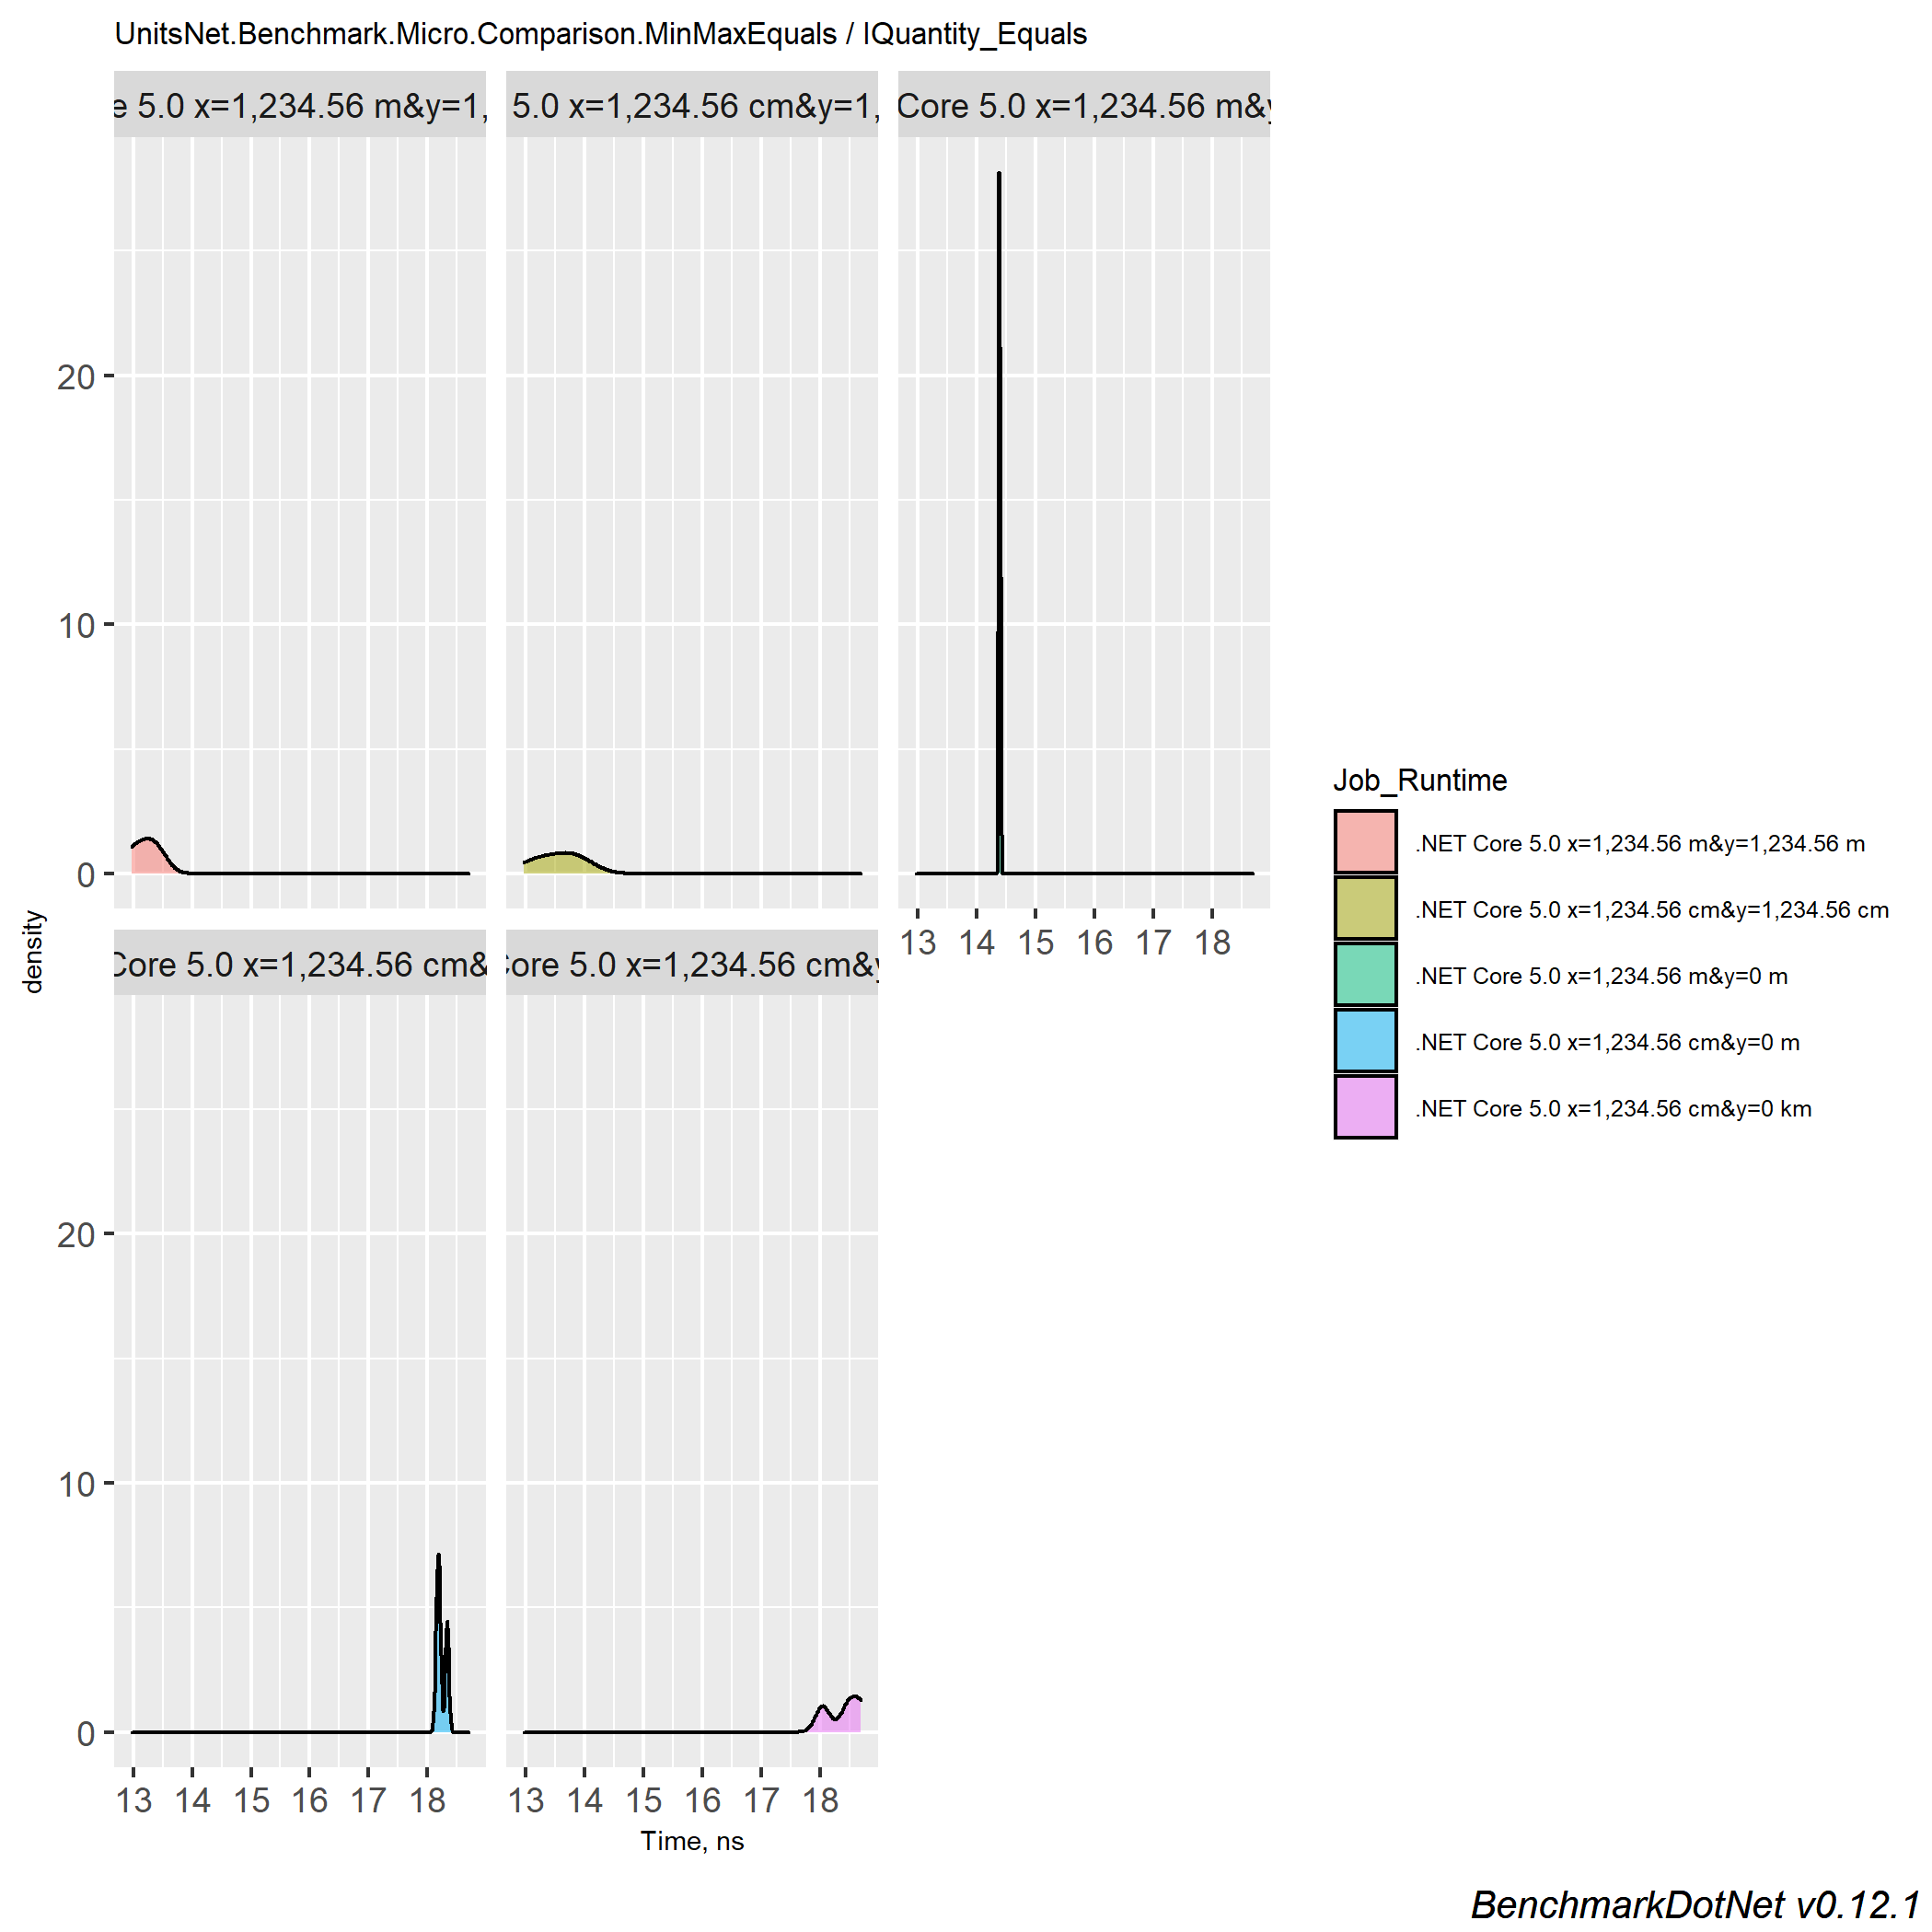 UnitsNet.Benchmark.Micro.Comparison.MinMaxEquals / IQuantity_Equals
e 5.0 x=1,234.56 m&y=1,
5.0 x=1,234.56 cm&y=1,
Core 5.0 x=1,234.56 m&y
20
10
0
13 14 15 16 17 18
density
Core 5.0 x=1,234.56 cm&
Core 5.0 x=1,234.56 cm&y
20
10
0
13 14 15 16 17 18
13 14 15 16 17 18
Time, ns
Job_Runtime
.NET Core 5.0 x=1,234.56 m&y=1,234.56 m
.NET Core 5.0 x=1,234.56 cm&y=1,234.56 cm
.NET Core 5.0 x=1,234.56 m&y=0 m
.NET Core 5.0 x=1,234.56 cm&y=0 m
.NET Core 5.0 x=1,234.56 cm&y=0 km
BenchmarkDotNet v0.12.1